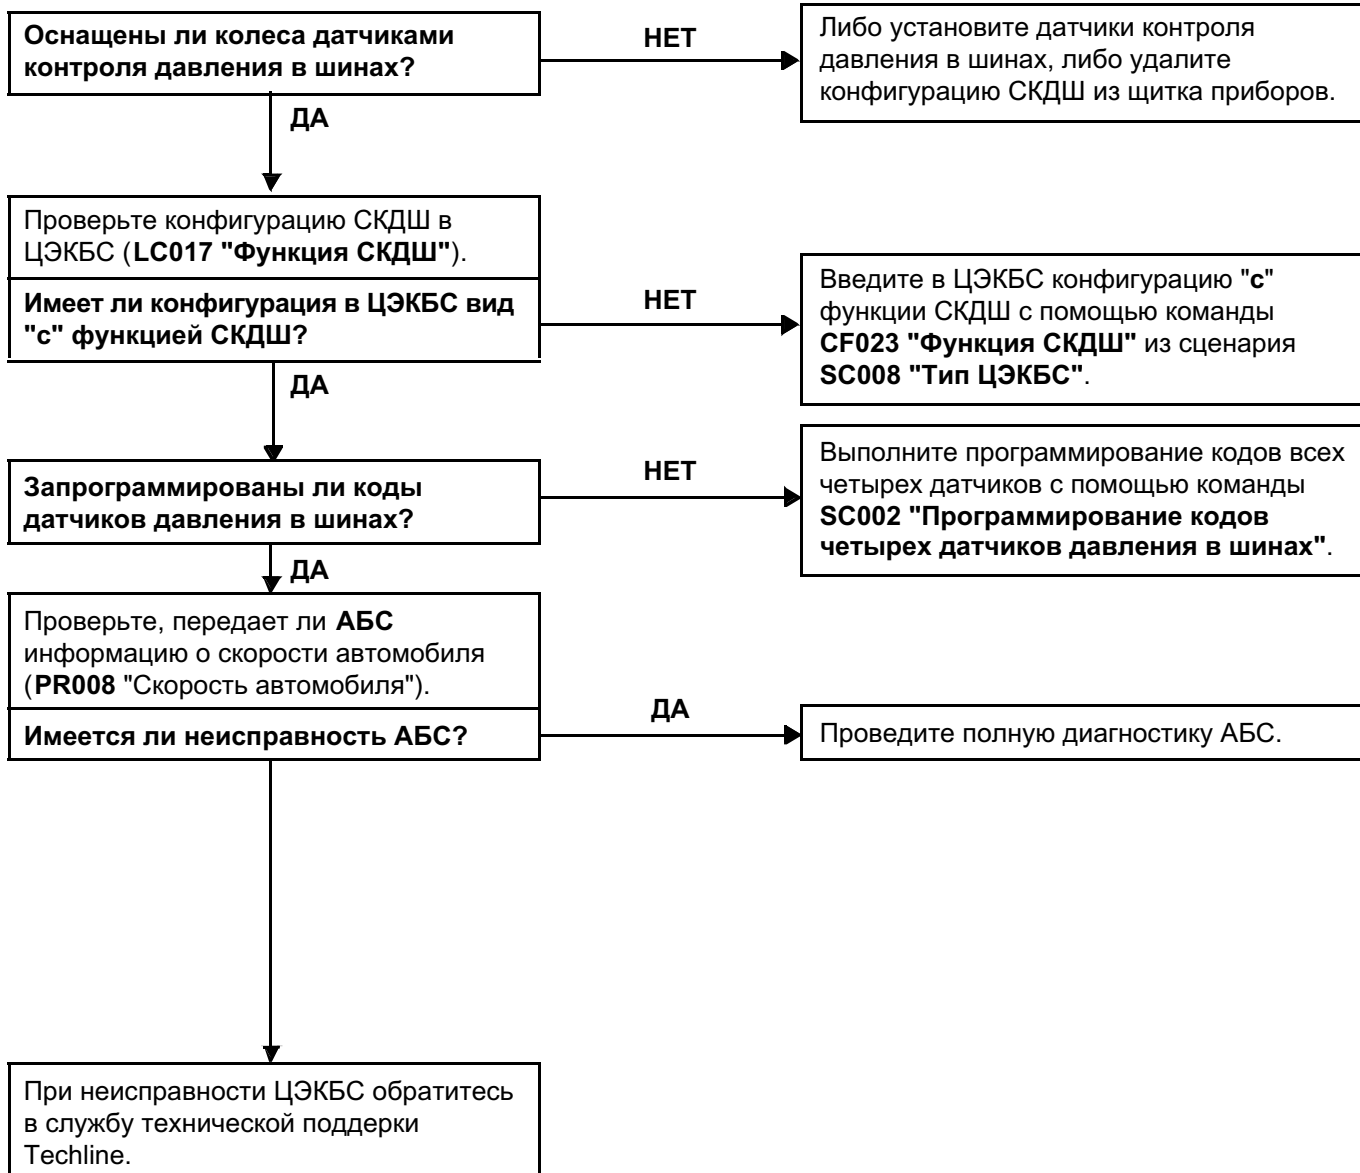 Оснащены ли колеса датчиками
контроля давления в шинах?
НЕТ
Либо установите датчики контроля
давления в шинах, либо удалите
конфигурацию СКДШ из щитка приборов.
ДА
Проверьте конфигурацию СКДШ в
ЦЭКБС (LC017 "Функция СКДШ").
Имеет ли конфигурация в ЦЭКБС вид
"с" функцией СКДШ?
НЕТ
Введите в ЦЭКБС конфигурацию "с"
функции СКДШ с помощью команды
CF023 "Функция СКДШ" из сценария
SC008 "Тип ЦЭКБС".
ДА
Запрограммированы ли коды
датчиков давления в шинах?
НЕТ
Выполните программирование кодов всех
четырех датчиков с помощью команды
SC002 "Программирование кодов
четырех датчиков давления в шинах".
ДА
Проверьте, передает ли АБС
информацию о скорости автомобиля
(PR008 "Скорость автомобиля").
Имеется ли неисправность АБС?
ДА
Проведите полную диагностику АБС.
При неисправности ЦЭКБС обратитесь
в службу технической поддерки
Techline.